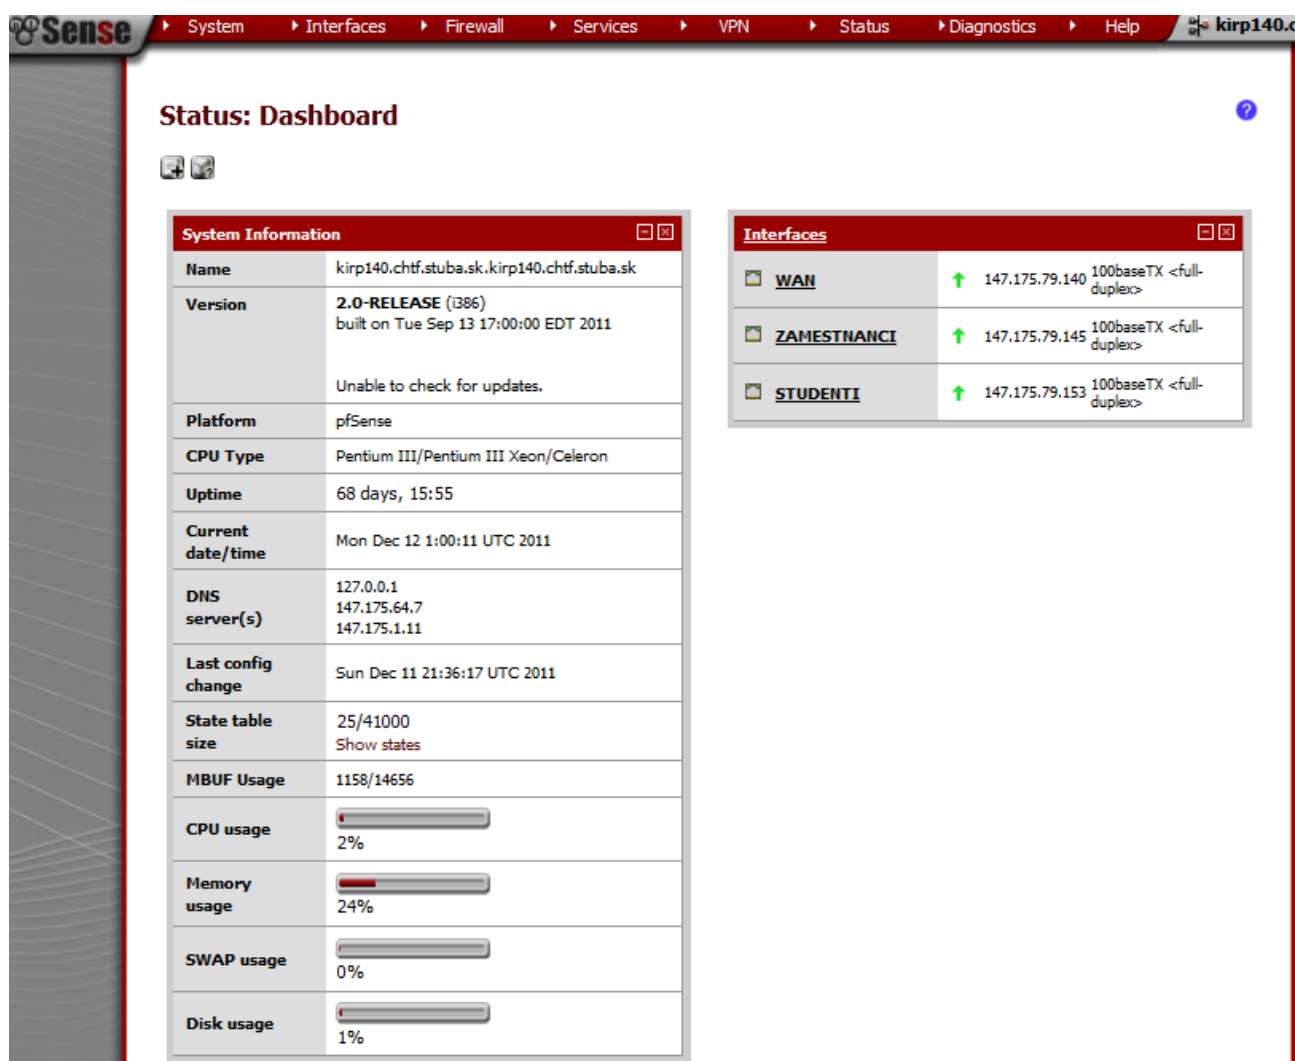 Sense
System Interfaces Firewall Services VPN Status Diagnostics Help kirp140.c
Status: Dashboard
System Information
Name kirp140.chtf.stuba.sk.kirp140.chtf.stuba.sk
Version 2.0-RELEASE (i386)
built on Tue Sep 13 17:00:00 EDT 2011
Unable to check for updates.
Platform pfSense
CPU Type Pentium III/Pentium III Xeon/Celeron
Uptime 68 days, 15:55
Current
date/time
Mon Dec 12 1:00:11 UTC 2011
DNS
server(s)
127.0.0.1
147.175.64.7
147.175.1.11
Last config
change
Sun Dec 11 21:36:17 UTC 2011
State table
size
25/41000
Show states
MBUF Usage 1158/14656
CPU usage
2%
Memory
usage
24%
SWAP usage
0%
Disk usage
1%
Interfaces
WAN 147.175.79.140 100baseTX <full-
duplex>
ZAMESTNANCI 147.175.79.145 100baseTX <full-
duplex>
STUDENTI 147.175.79.153 100baseTX <full-
duplex>